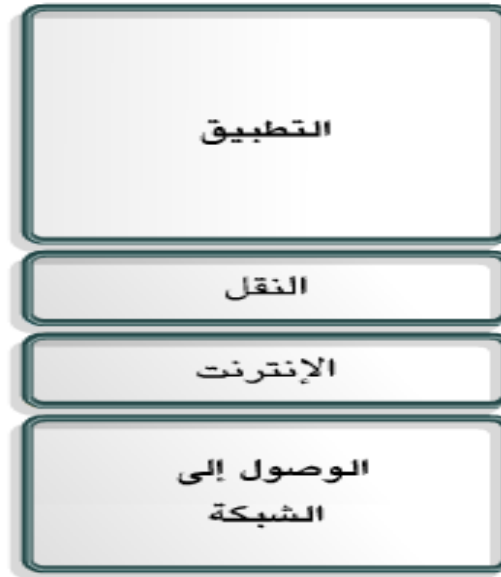 التطبيق
النقل
الإنترنت
الوصول إلى
الشبكة